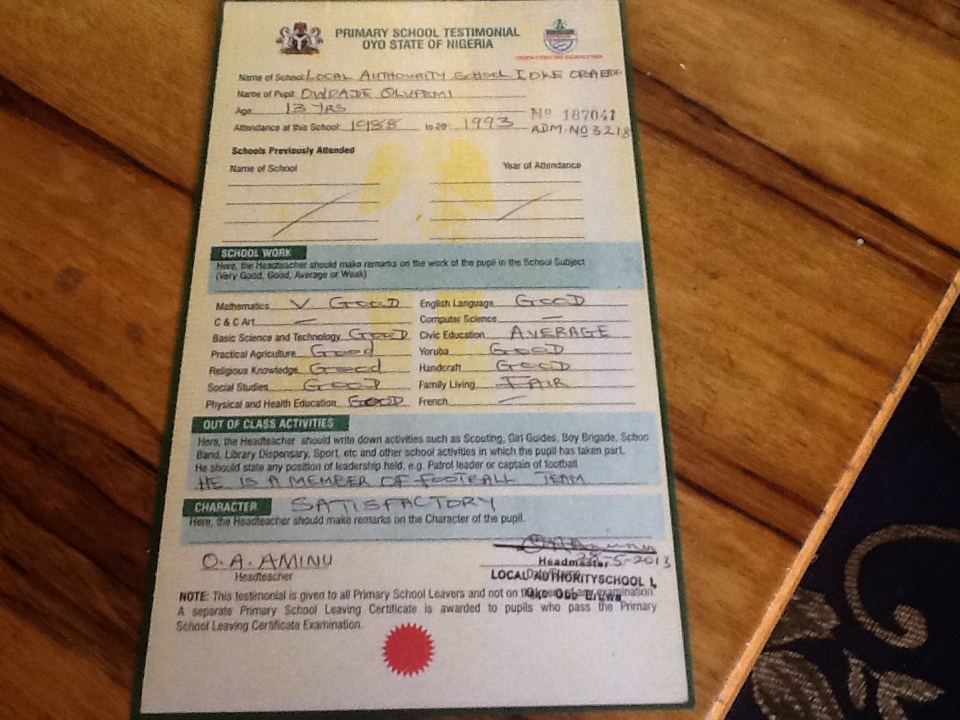 PRIMARY SCHOOL TESTIMONIAL
OYO STATE OF NIGERIA
Name of School: LOCAL AUTHOURITY SCHOOL I OKE
Name of Pupil: OWDAJE OLUFEMI
Age: 13 YRS
Nº 187041
Attendance at this School: 1988 to 1993 ADM-NO 3218
Schools Previously Attended
Name of School Year of Attendance
SCHOOL WORK
Here, the Headteacher should make remarks on the work of the pupil in the School Subject
(Very Good, Good, Average or Weak)
Mathematics V GOOD English Language GOOD
C & C Art — Computer Science —
Basic Science and Technology GOOD Civic Education AVERAGE
Practical Agriculture Good Yoruba GOOD
Religious Knowledge Good Handcraft GOOD
Social Studies GOOD Family Living FAIR
Physical and Health Education GOOD French —
OUT OF CLASS ACTIVITIES
Here, the Headteacher should write down activities such as Scouting, Girl Guides, Boy Brigade, School
Band, Library Dispensary, Sport, etc and other school activities in which the pupil has taken part.
He should state any position of leadership held, e.g. Patrol leader or captain of football
HE IS A MEMBER OF FOOTBALL TEAM
CHARACTER SATISFACTORY
Here, the Headteacher should make remarks on the Character of the pupil.
O. A. AMINU
Headteacher
Headmaster 28-5-2013
LOCAL AUTHORITY SCHOOL I,
NOTE: This testimonial is given to all Primary School Leavers and not on examination.
A separate Primary School Leaving Certificate is awarded to pupils who pass the Primary
School Leaving Certificate Examination.